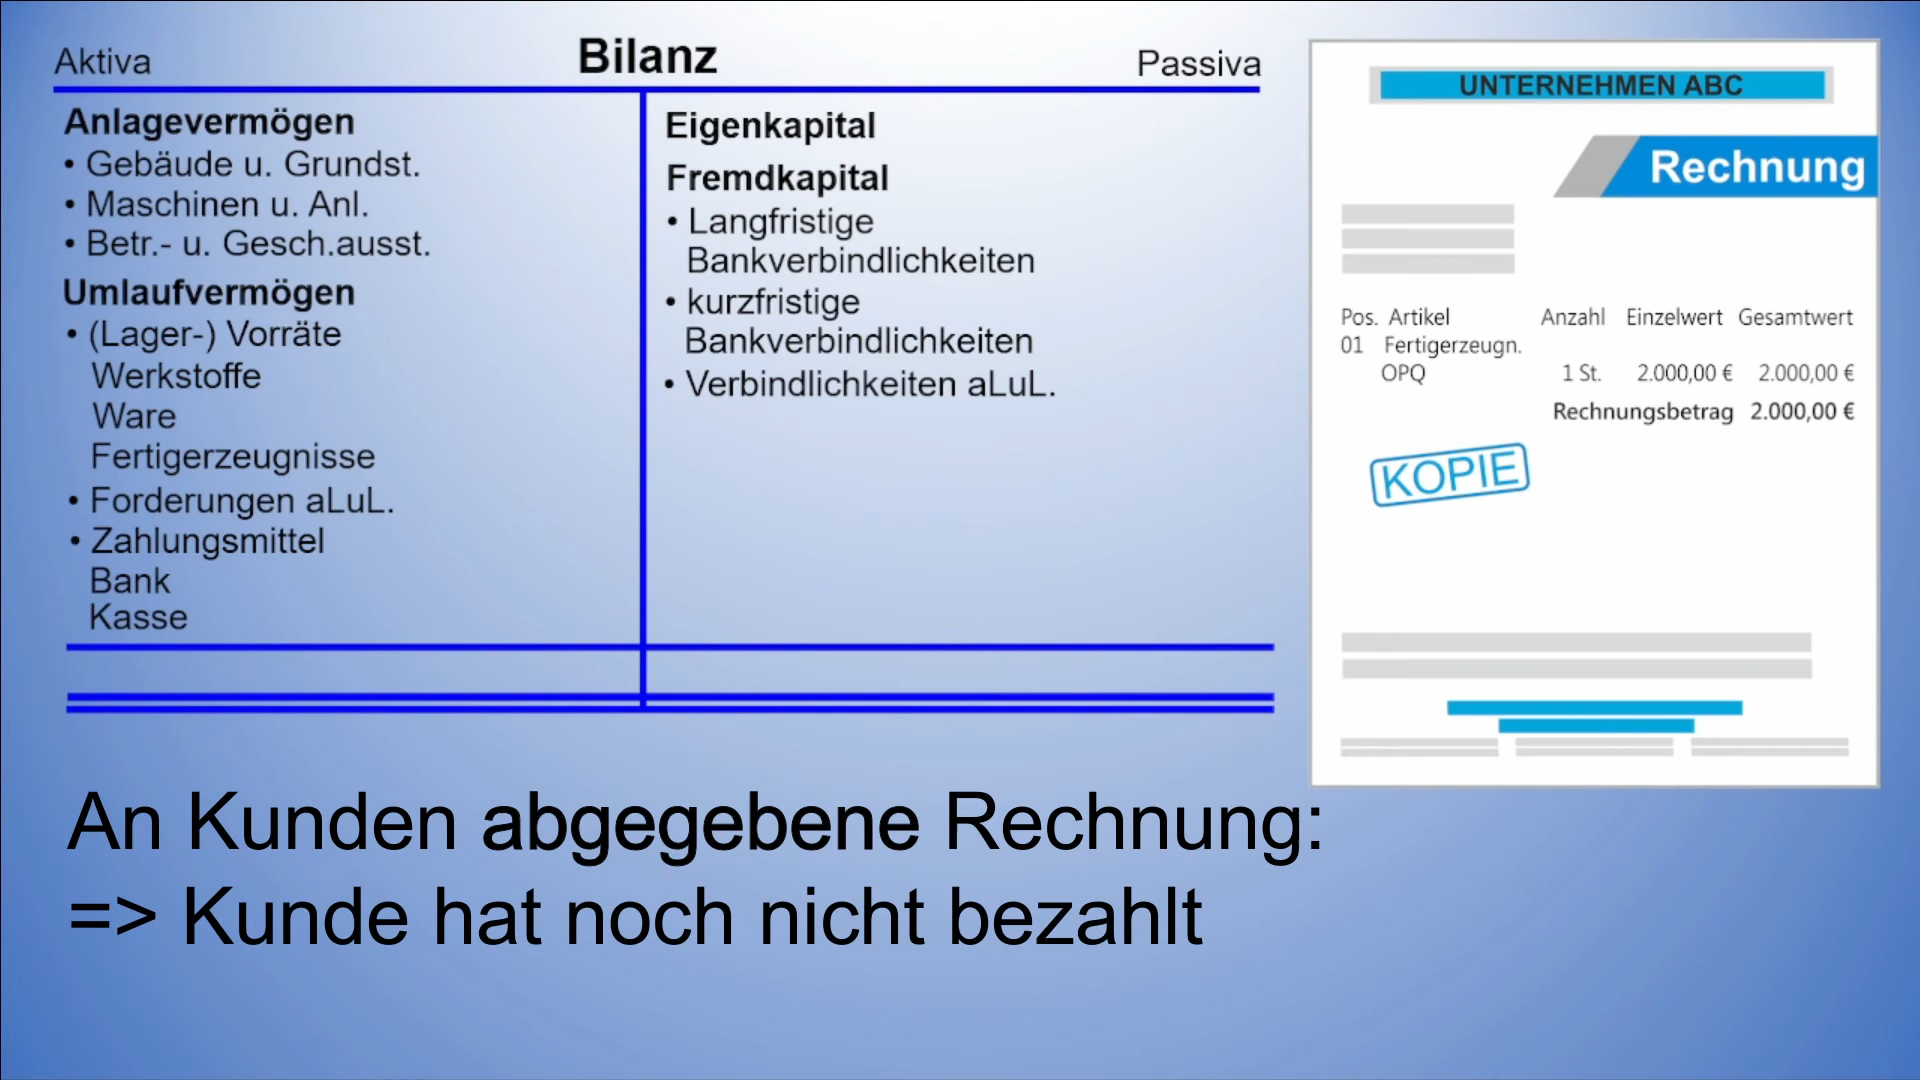 Aktiva
Bilanz
Passiva
Anlagevermögen
• Gebäude u. Grundst.
• Maschinen u. Anl.
• Betr.- u. Gesch.ausst.
Umlaufvermögen
• (Lager-) Vorräte
Werkstoffe
Ware
Fertigerzeugnisse
• Forderungen aLuL.
• Zahlungsmittel
Bank
Kasse
Eigenkapital
Fremdkapital
• Langfristige
Bankverbindlichkeiten
• kurzfristige
Bankverbindlichkeiten
• Verbindlichkeiten aLuL.
UNTERNEHMEN ABC
Rechnung
Pos. Artikel Anzahl Einzelwert Gesamtwert
01 Fertigerzeugn.
OPQ 1 St. 2.000,00 € 2.000,00 €
Rechnungsbetrag 2.000,00 €
KOPIE
An Kunden abgegebene Rechnung:
=> Kunde hat noch nicht bezahlt